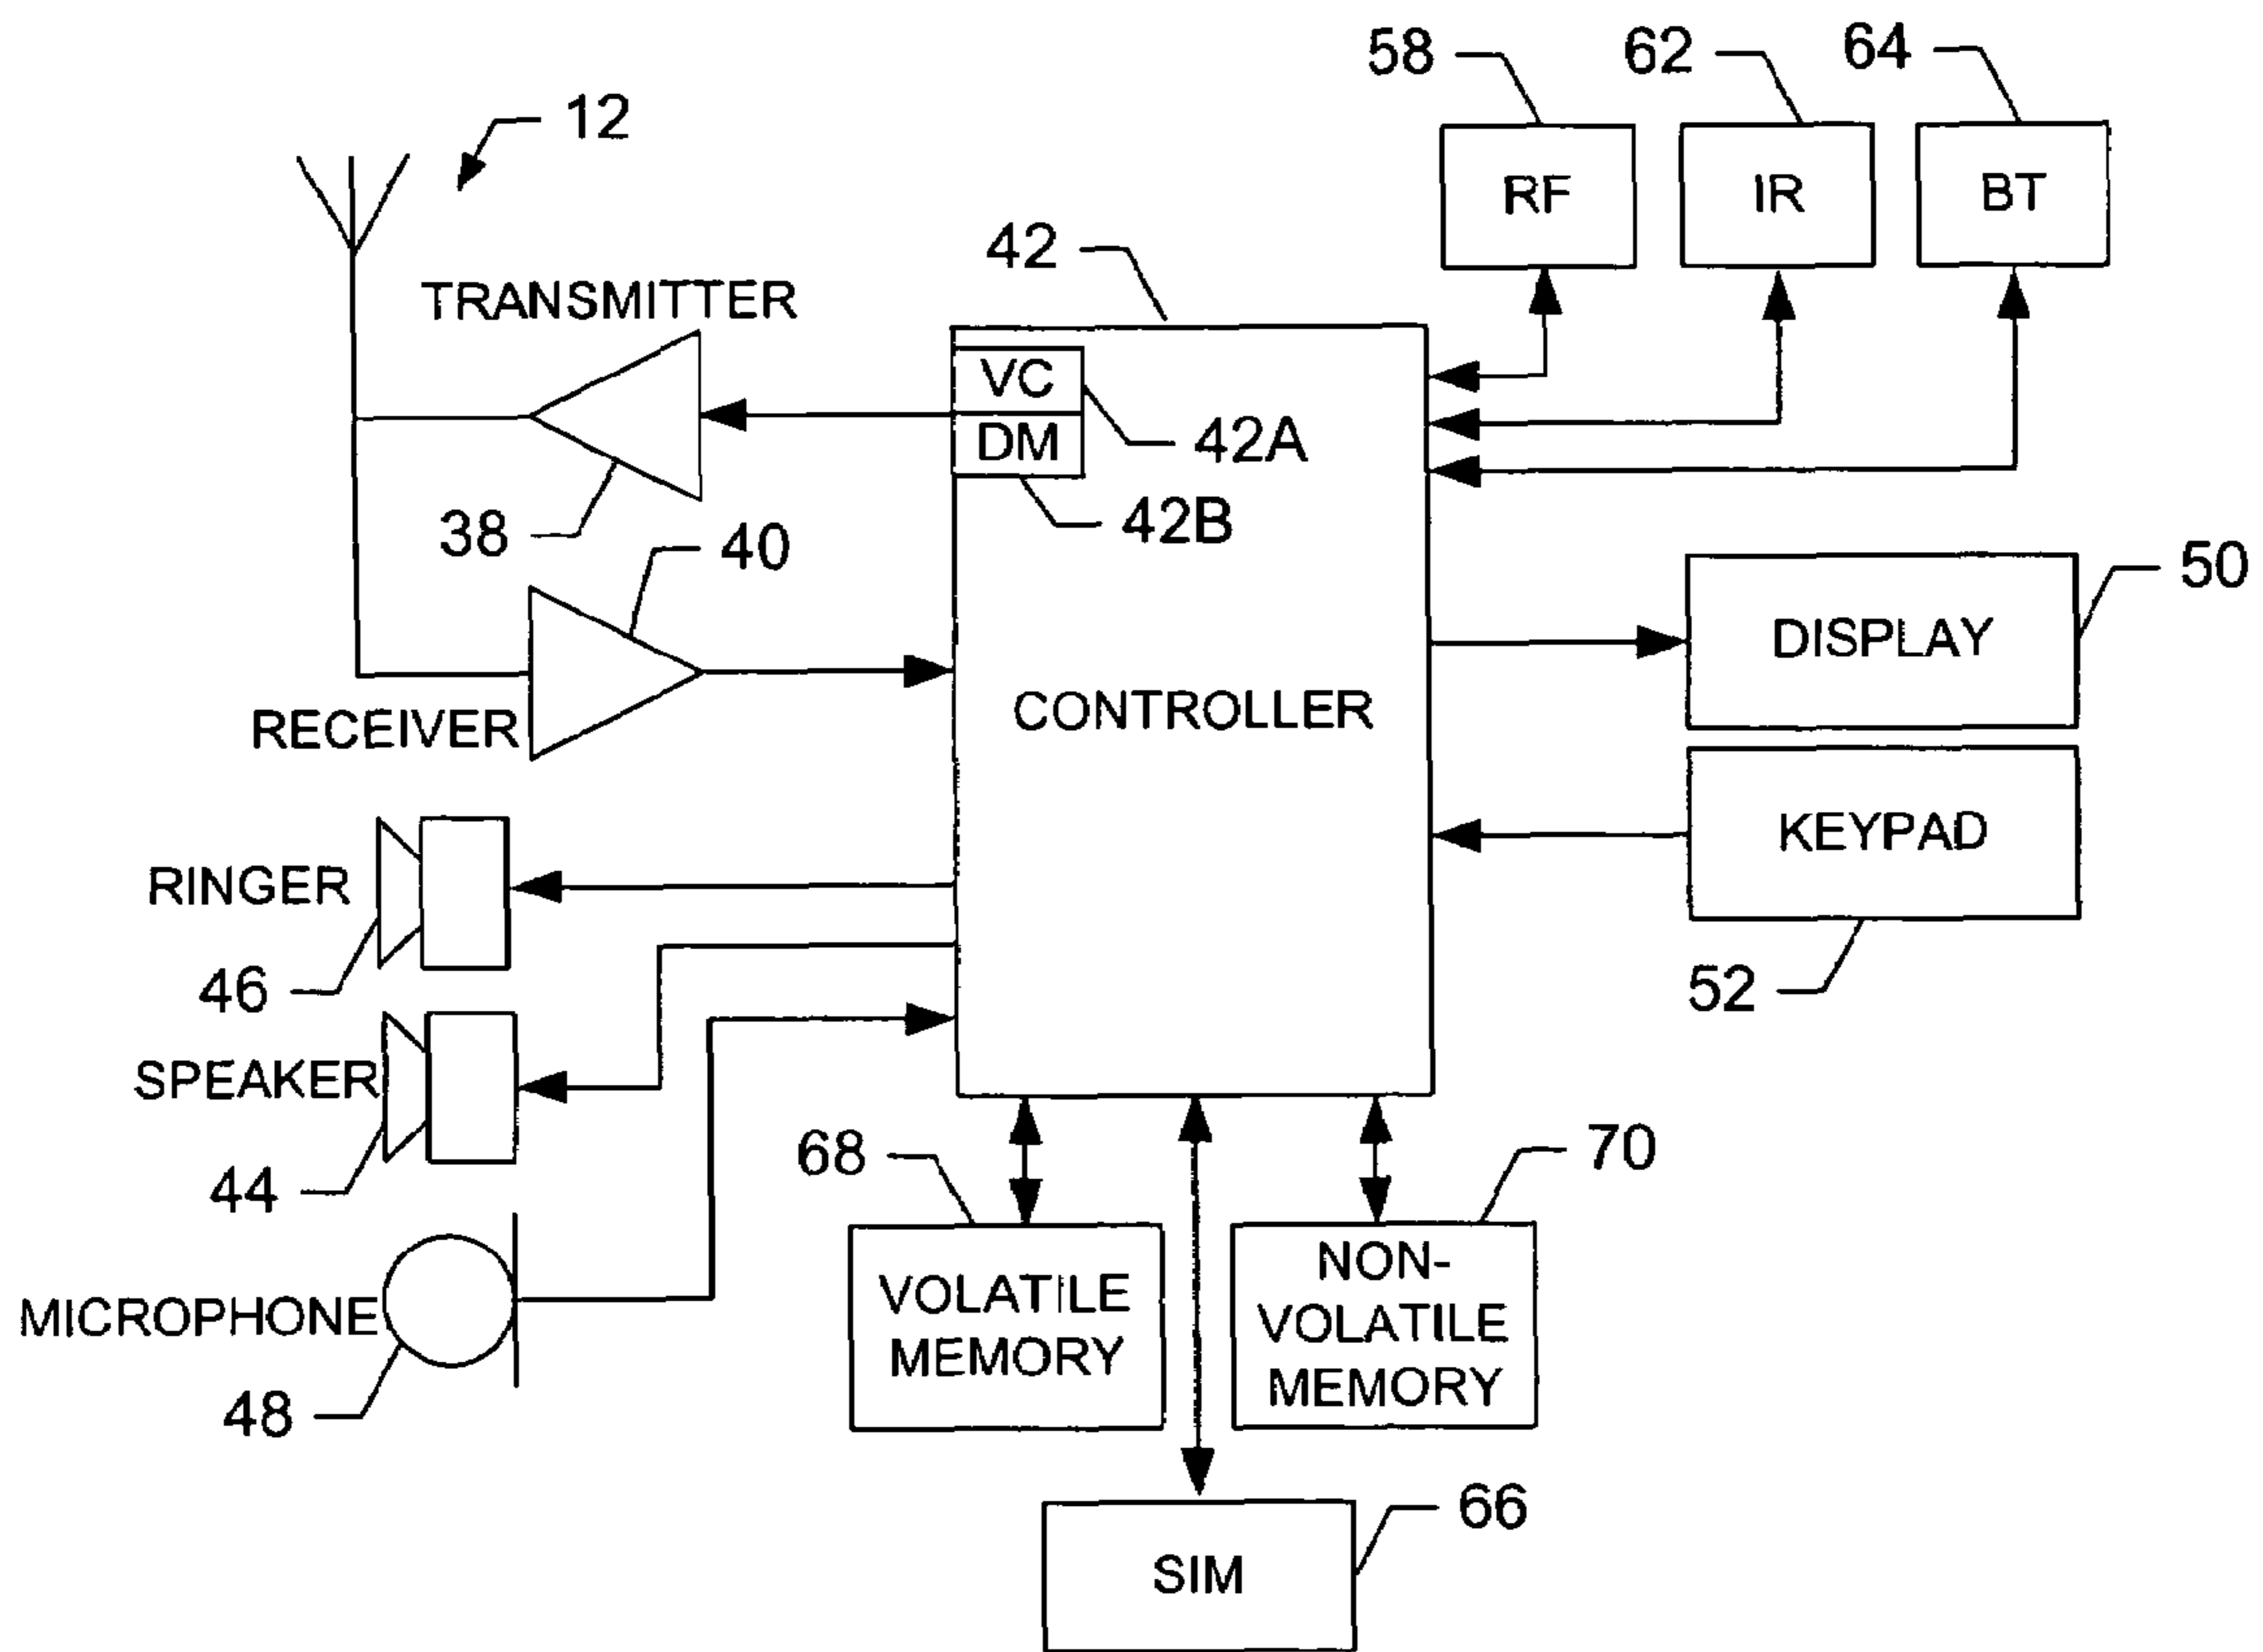 58
62
64
12
RF
IR
BT
42
TRANSMITTER
VC
DM
42A
42B
38
40
50
DISPLAY
RECEIVER
CONTROLLER
KEYPAD
RINGER
46
52
SPEAKER
44
68
70
VOLATILE
MEMORY
NON-
VOLATILE
MEMORY
MICROPHONE
48
66
SIM